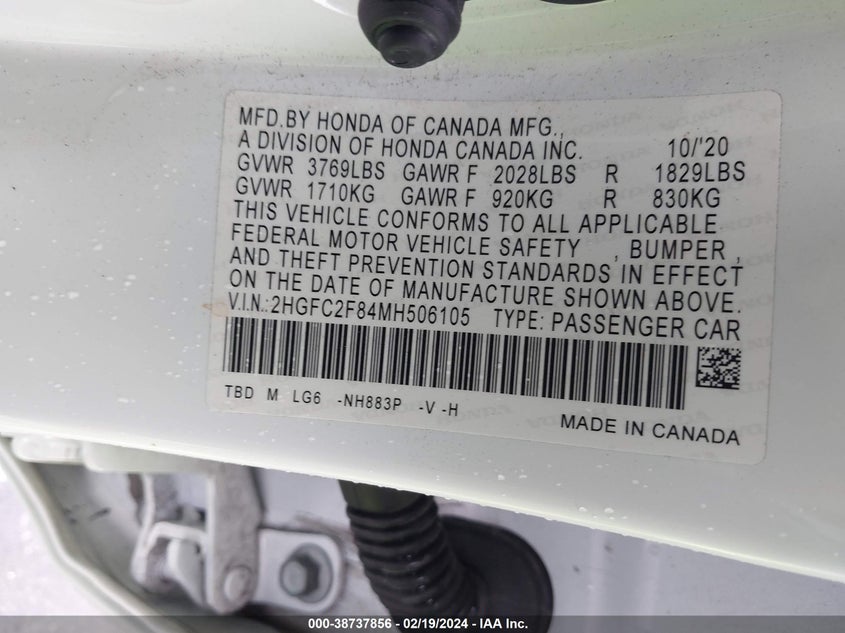 MFD.BY HONDA OF CANADA MFG.,
A DIVISION OF HONDA CANADA INC. 10/'20
GVWR 3769LBS GAWR F 2028LBS R 1829LBS
GVWR 1710KG GAWR F 920KG R 830KG
THIS VEHICLE CONFORMS TO ALL APPLICABLE
FEDERAL MOTOR VEHICLE SAFETY , BUMPER ,
AND THEFT PREVENTION STANDARDS IN EFFECT
ON THE DATE OF MANUFACTURE SHOWN ABOVE.
V.I.N.: 2HGFC2F84MH506105 TYPE: PASSENGER CAR
TBD M LG6 -NH883P -V -H
MADE IN CANADA
000-38737856 - 02/19/2024 - IAA Inc.